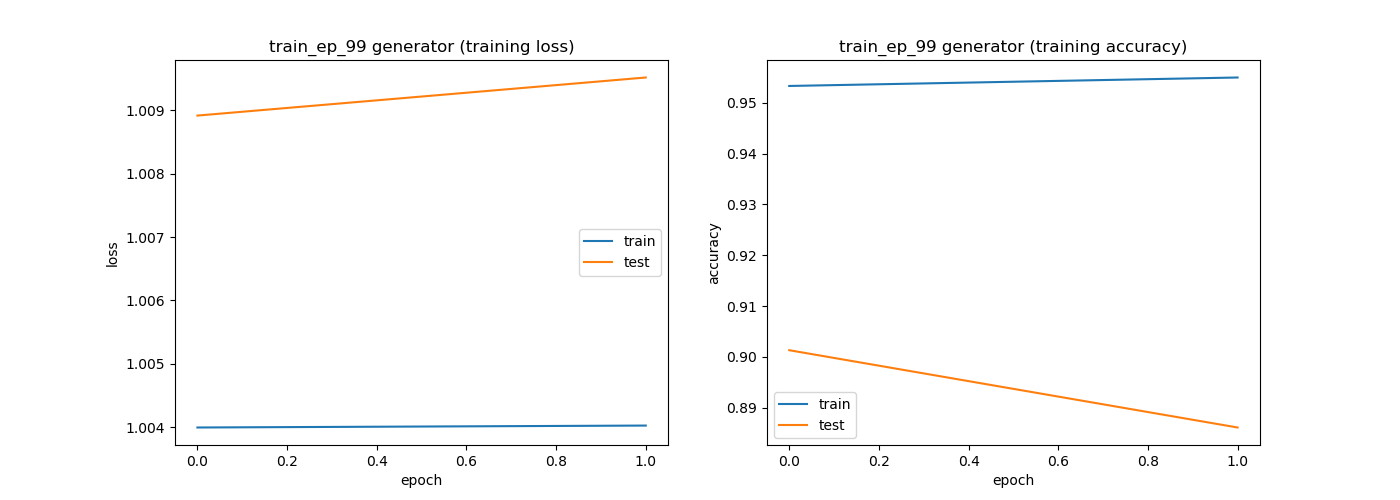 train_ep_99 generator (training loss)
1.009
1.008
1.007
1.006
1.005
1.004
loss
train
test
0.0 0.2 0.4 0.6 0.8 1.0
epoch
train_ep_99 generator (training accuracy)
0.95
0.94
0.93
0.92
0.91
0.90
0.89
accuracy
train
test
0.0 0.2 0.4 0.6 0.8 1.0
epoch